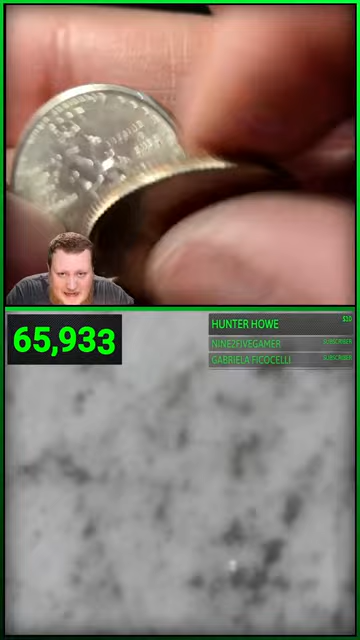 65,933
HUNTER HOWE
$10
NINE2FIVEGAMER
SUBSCRIBER
GABRIELA FICOCELLI
SUBSCRIBER